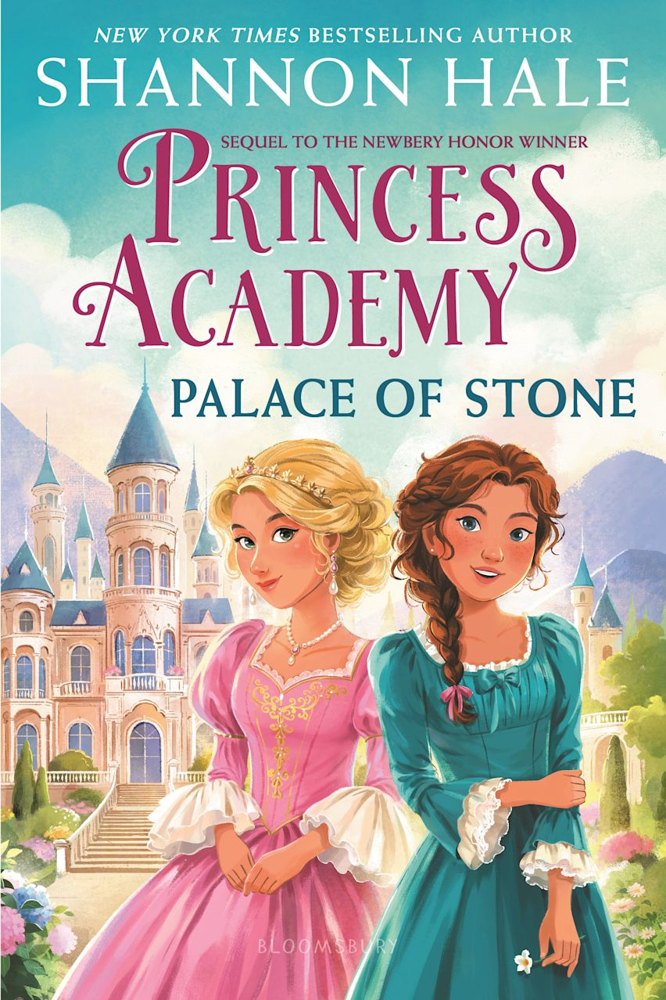 NEW YORK TIMES BESTSELLING AUTHOR
SHANNON HALE
SEQUEL TO THE NEWBERY HONOR WINNER
PRINCESS
ACADEMY
PALACE OF STONE
BLOOMSBURY